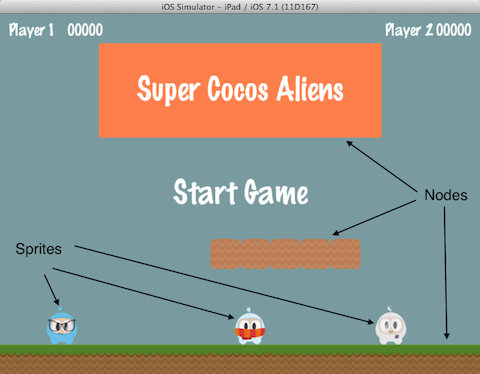 iOS Simulator – iPad / iOS 7.1 (11D167)
Player 1 00000
Player 2 00000
Super Cocos Aliens
Start Game
Nodes
Sprites